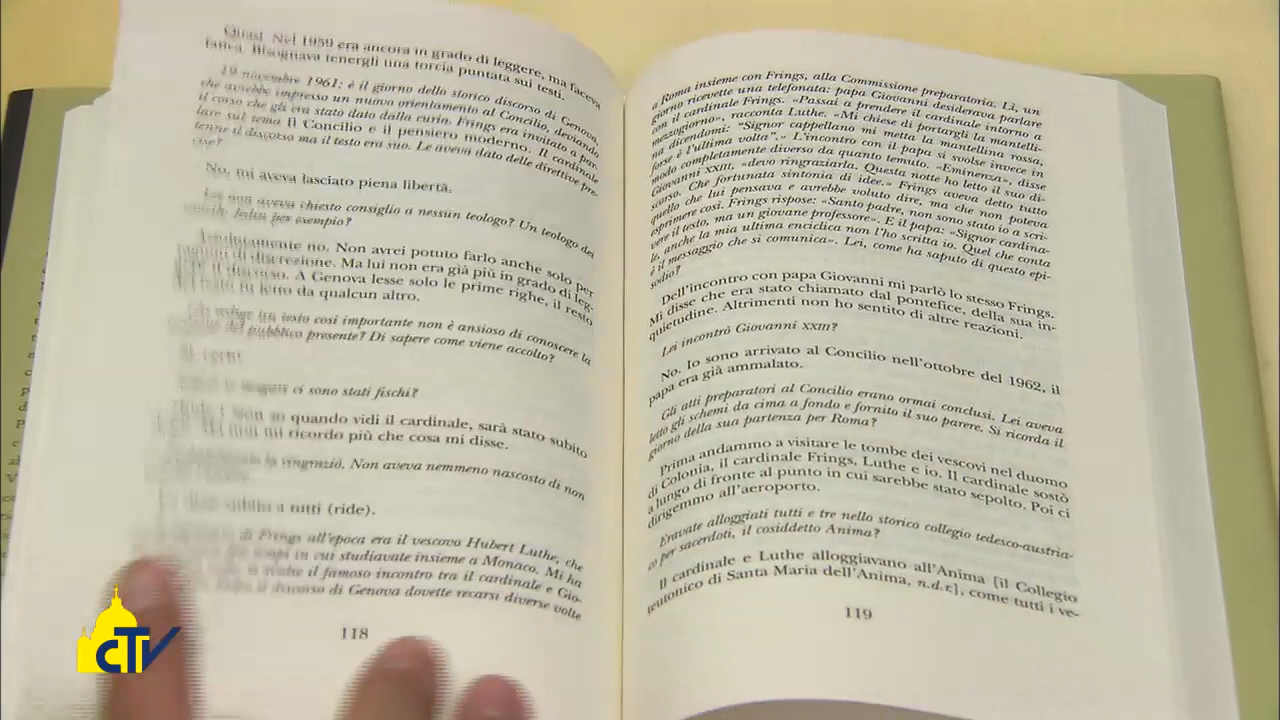 Quasi. Nel 1959 era ancora in grado di leggere, ma faceva
fatica. Bisognava tenergli una torcia puntata sui testi.
19 novembre 1961: è il giorno dello storico discorso di Genova,
che avrebbe impresso un nuovo orientamento al Concilio, deviando
il corso che gli era stato dato dalla curia. Frings era invitato a par-
lare sul tema Il Concilio e il pensiero moderno. Il cardinale
tenne il discorso ma il testo era suo. Le aveva dato delle direttive pre-
cise?
No, mi aveva lasciato piena libertà.
Lei non aveva chiesto consiglio a nessun teologo? Un teologo dei
per esempio?
Assolutamente no. Non avrei potuto farlo anche solo per
di discrezione. Ma lui non era già più in grado di leg-
il discorso. A Genova lesse solo le prime righe, il resto
fu letto da qualcun altro.
un testo così importante non è ansioso di conoscere la
del pubblico presente? Di sapere come viene accolto?
Sì, certo.
ci sono stati fischi?
non so quando vidi il cardinale, sarà stato subito
mi ricordo più che cosa mi disse.
la ringraziò. Non aveva nemmeno nascosto di non
subito a tutti (ride).
di Frings all'epoca era il vescovo Hubert Luthe, che
in cui studiavate insieme a Monaco. Mi ha
il famoso incontro tra il cardinale e Gio-
il discorso di Genova dovette recarsi diverse volte
118
a Roma insieme con Frings, alla Commissione preparatoria. Lì, un
giorno ricevette una telefonata: papa Giovanni desiderava parlare
con il cardinale Frings. «Passai a prendere il cardinale intorno a
mezzogiorno», racconta Luthe. «Mi chiese di portargli la mantelli-
na dicendomi: "Signor cappellano mi metta la mantellina rossa,
forse è l'ultima volta".» L'incontro con il papa si svolse invece in
modo completamente diverso da quanto temuto. «Eminenza», disse
Giovanni XXIII, «devo ringraziarla. Questa notte ho letto il suo di-
scorso. Che fortunata sintonia di idee.» Frings aveva detto tutto
quello che lui pensava e avrebbe voluto dire, ma che non poteva
esprimere così. Frings rispose: «Santo padre, non sono stato io a scri-
vere il testo, ma un giovane professore». E il papa: «Signor cardina-
le, anche la mia ultima enciclica non l'ho scritta io. Quel che conta
è il messaggio che si comunica». Lei, come ha saputo di questo epi-
sodio?
Dell'incontro con papa Giovanni mi parlò lo stesso Frings.
Mi disse che era stato chiamato dal pontefice, della sua in-
quietudine. Altrimenti non ho sentito di altre reazioni.
Lei incontrò Giovanni XXIII?
No. Io sono arrivato al Concilio nell'ottobre del 1962, il
papa era già ammalato.
Gli atti preparatori al Concilio erano ormai conclusi. Lei aveva
letto gli schemi da cima a fondo e fornito il suo parere. Si ricorda il
giorno della sua partenza per Roma?
Prima andammo a visitare le tombe dei vescovi nel duomo
di Colonia, il cardinale Frings, Luthe e io. Il cardinale sostò
a lungo di fronte al punto in cui sarebbe stato sepolto. Poi ci
dirigemmo all'aeroporto.
Eravate alloggiati tutti e tre nello storico collegio tedesco-austria-
co per sacerdoti, il cosiddetto Anima?
Il cardinale e Luthe alloggiavano all'Anima [il Collegio
teutonico di Santa Maria dell'Anima, n.d.r.], come tutti i ve-
119
CTV